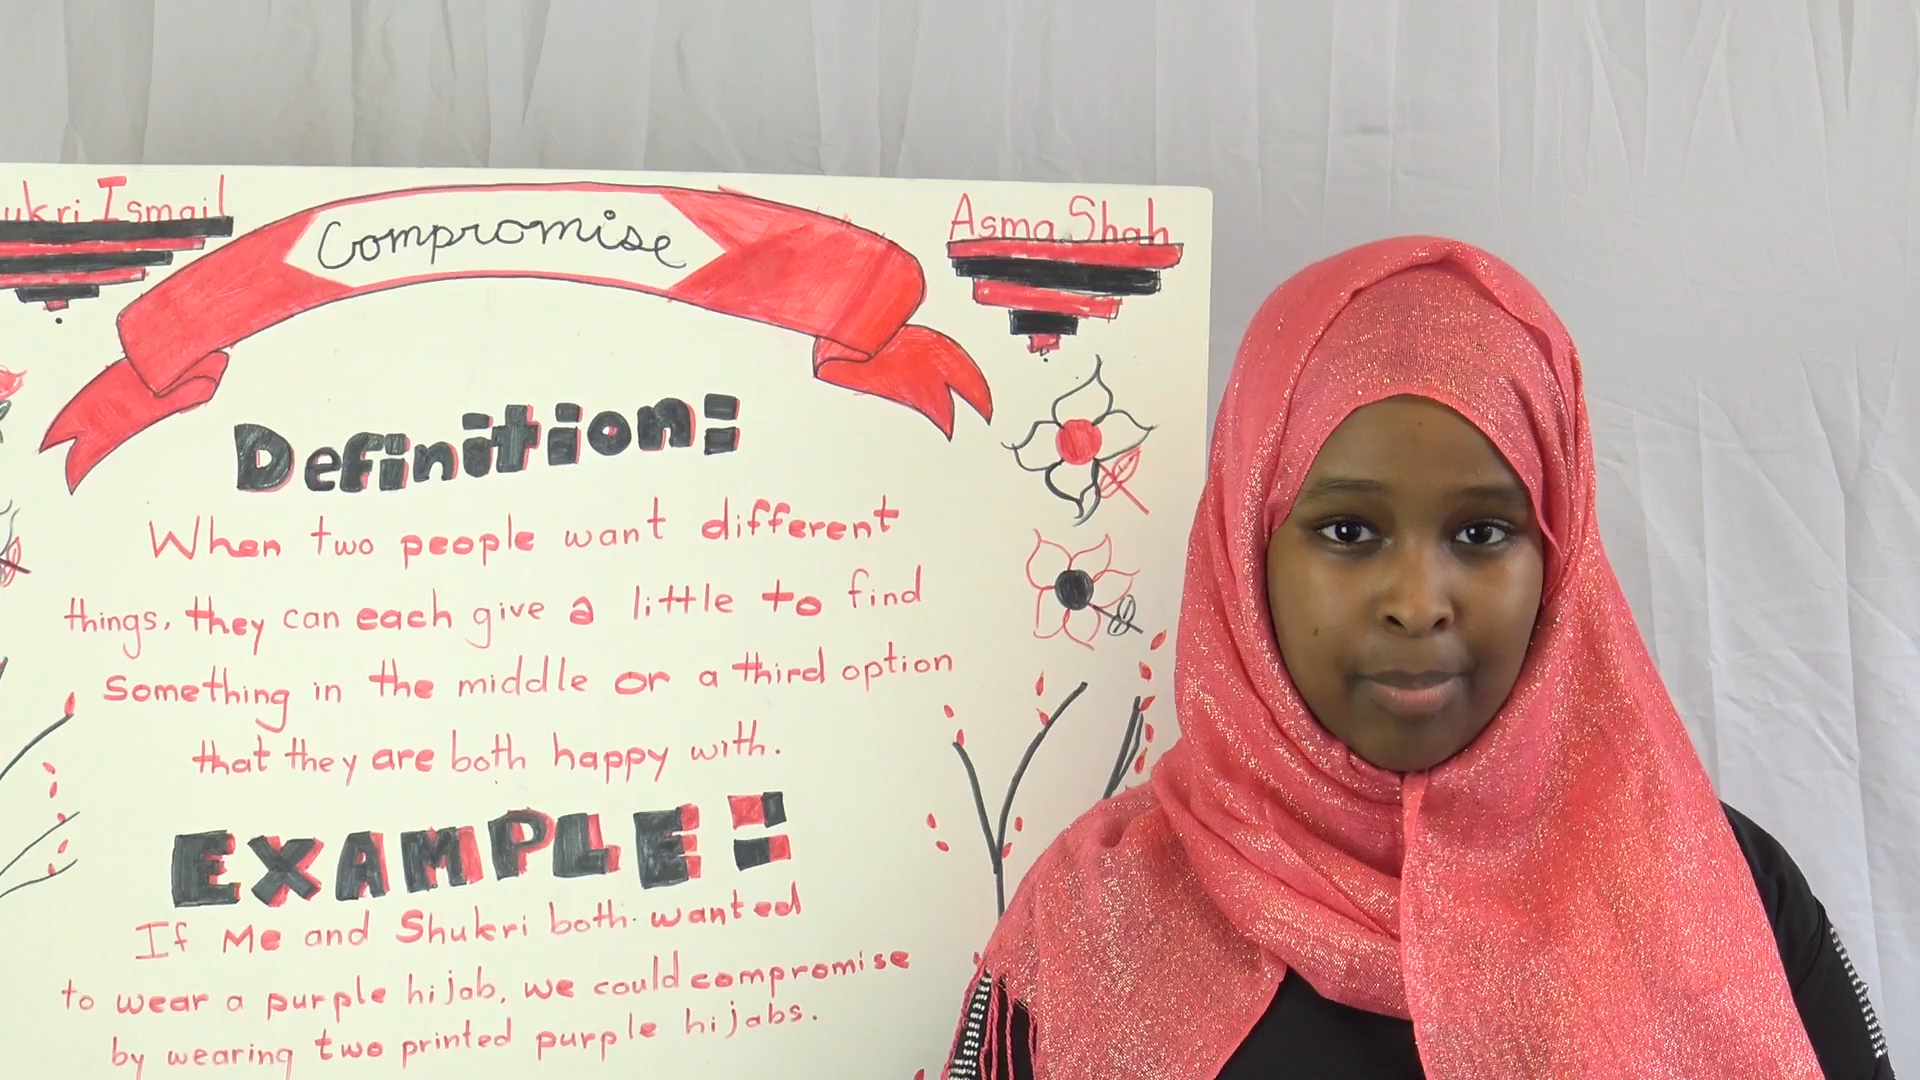 ukri Ismail
Compromise
Asma Shah
Definition:
When two people want different
things, they can each give a little to find
Something in the middle or a third option
that they are both happy with.
EXAMPLE:
If Me and Shukri both wanted
to wear a purple hijab, we could compromise
by wearing two printed purple hijabs.